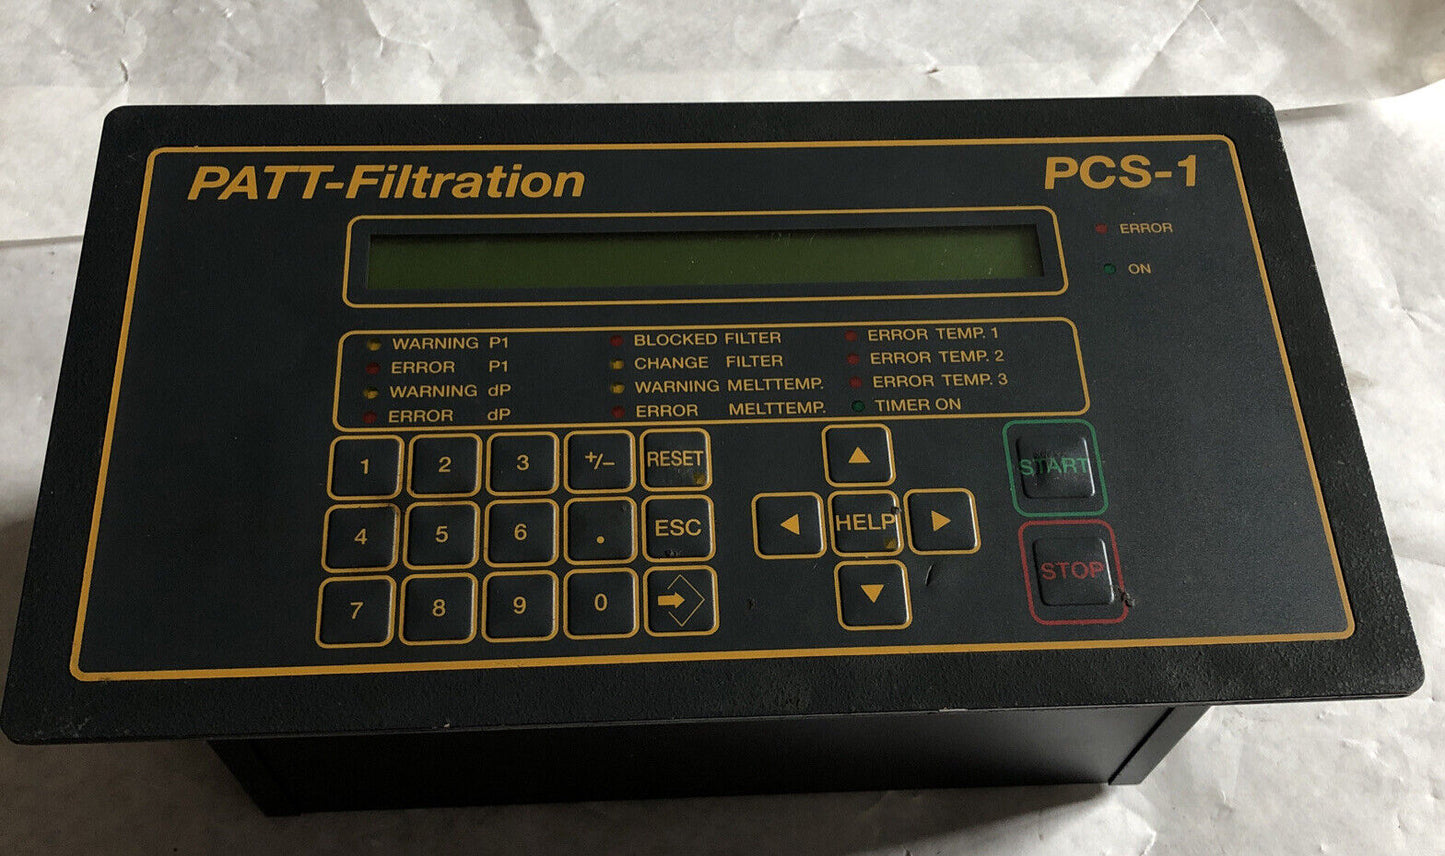 PATT-Filtration PCS-1
ERROR
ON
WARNING P1 BLOCKED FILTER ERROR TEMP. 1
ERROR P1 CHANGE FILTER ERROR TEMP. 2
WARNING dP WARNING MELTTEMP. ERROR TEMP. 3
ERROR dP ERROR MELTTEMP. TIMER ON
1 2 3 +/− RESET
4 5 6 . ESC
7 8 9 0
HELP
START
STOP